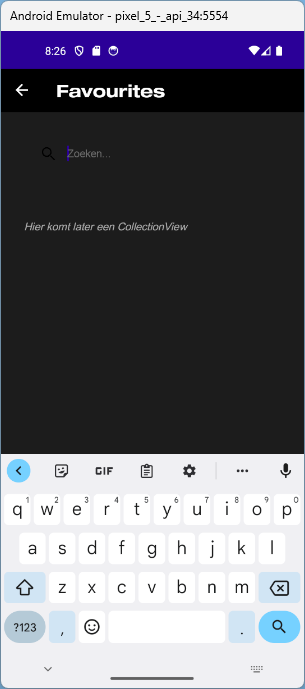 Android Emulator - pixel_5_-_api_34:5554
8:26
Favourites
Zoeken...
Hier komt later een CollectionView
GIF
q1 w2 e3 r4 t5 y6 u7 i8 o9 p0
a s d f g h j k l
z x c v b n m
?123 , .